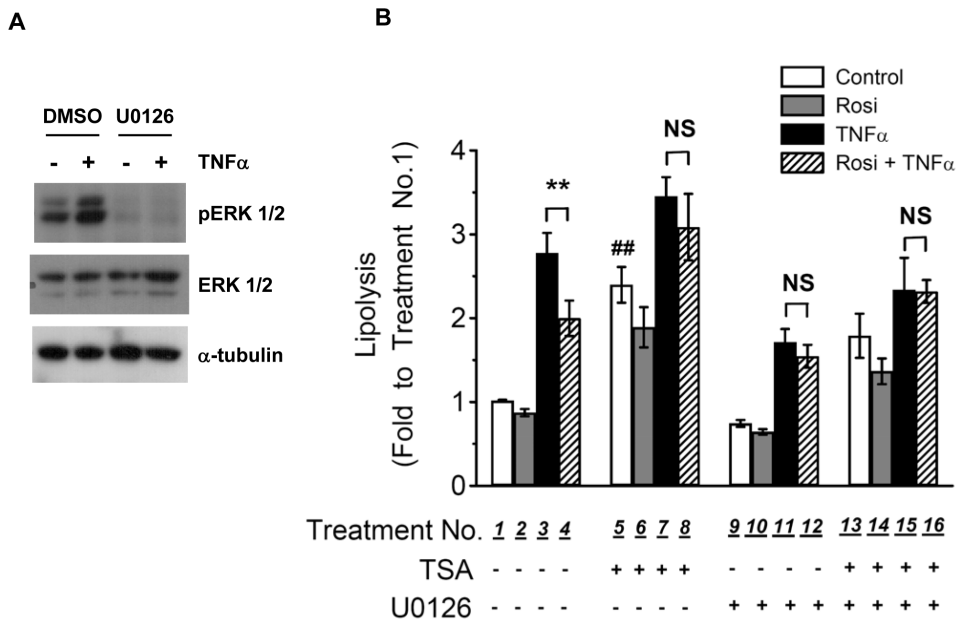 A
B
DMSO U0126
- + - + TNFα
pERK 1/2
ERK 1/2
α-tubulin
Control
Rosi
TNFα
Rosi + TNFα
Lipolysis
(Fold to Treatment No.1)
4
3
2
1
0
**
##
NS
NS
NS
Treatment No. 1 2 3 4 5 6 7 8 9 10 11 12 13 14 15 16
TSA - - - - + + + + - - - - + + + +
U0126 - - - - - - - - + + + + + + + +